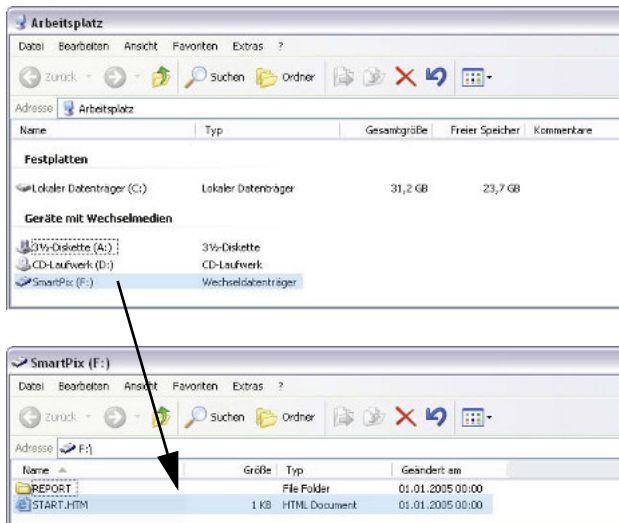 Arbeitsplatz
Datei Bearbeiten Ansicht Favoriten Extras ?
Zurück Suchen Ordner
Adresse Arbeitsplatz
Name Typ Gesamtgröße Freier Speicher Kommentare
Festplatten
Lokaler Datenträger (C:) Lokaler Datenträger 31,2 GB 23,7 GB
Geräte mit Wechselmedien
3½-Diskette (A:) 3½-Diskette
CD-Laufwerk (D:) CD-Laufwerk
SmartPix (F:) Wechseldatenträger
SmartPix (F:)
Datei Bearbeiten Ansicht Favoriten Extras ?
Zurück Suchen Ordner
Adresse F:\
Name Größe Typ Geändert am
REPORT File Folder 01.01.2005 00:00
START.HTM 1 KB HTML Document 01.01.2005 00:00